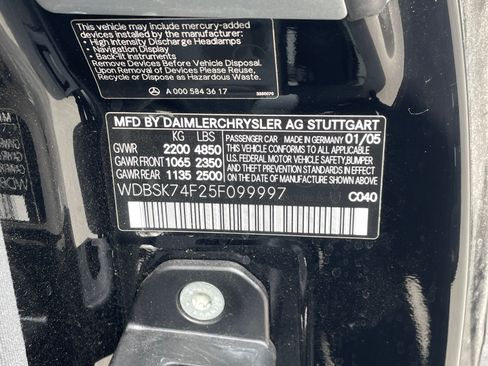 This vehicle may include mercury-added
devices installed by the manufacturer:
• High Intensity Discharge Headlamps
• Navigation Display
• Back-lit Instruments
Remove Devices Before Vehicle Disposal.
Upon Removal of Devices Please Reuse,
Recycle or Dispose as Hazardous Waste.
A 000 584 36 17
MFD BY DAIMLERCHRYSLER AG STUTTGART
KG LBS PASSENGER CAR MADE IN GERMANY 01/05
GVWR 2200 4850 THIS VEHICLE CONFORMS TO ALL APPLICABLE
GAWR FRONT 1065 2350 U.S. FEDERAL MOTOR VEHICLE SAFETY, BUMPER
GAWR REAR 1135 2500 AND THEFT PREVENTION STANDARDS IN EFFECT
ON THE DATE OF MANUFACTURE SHOWN ABOVE.
WDBSK74F25F099997
C040